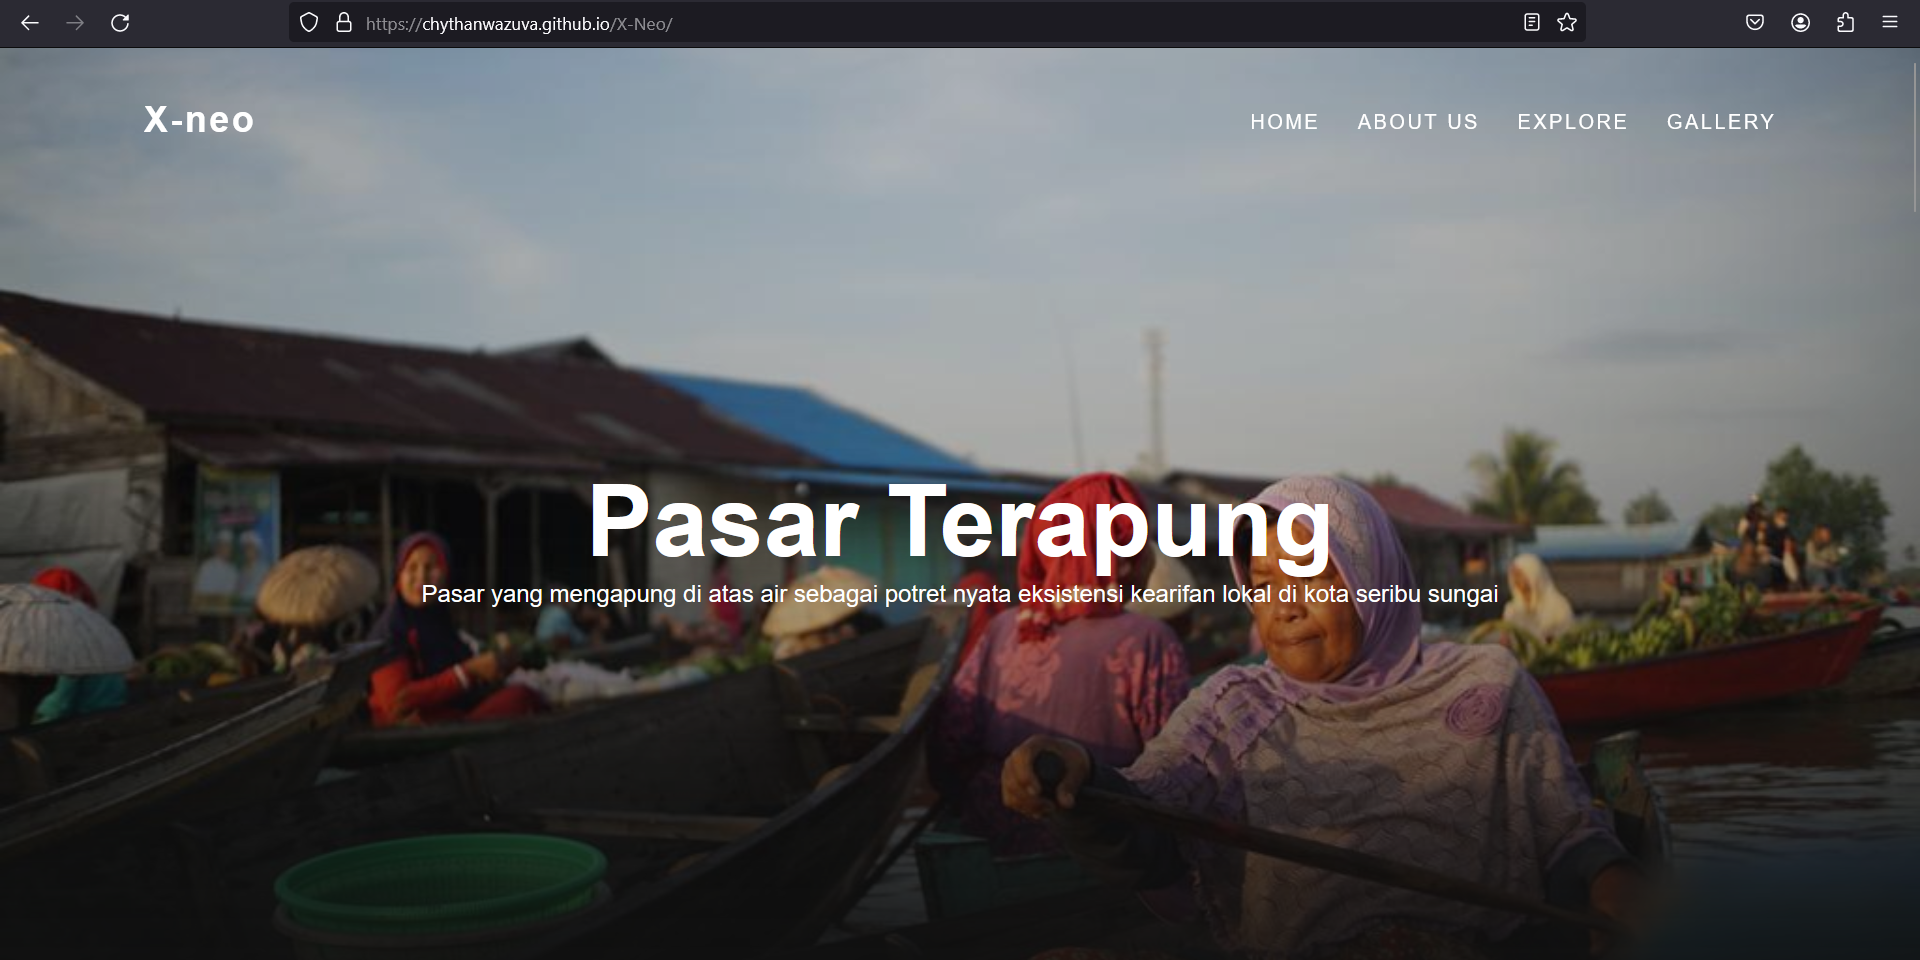 https://chythanwazuva.github.io/X-Neo/
X-neo
HOME ABOUT US EXPLORE GALLERY
Pasar Terapung
Pasar yang mengapung di atas air sebagai potret nyata eksistensi kearifan lokal di kota seribu sungai